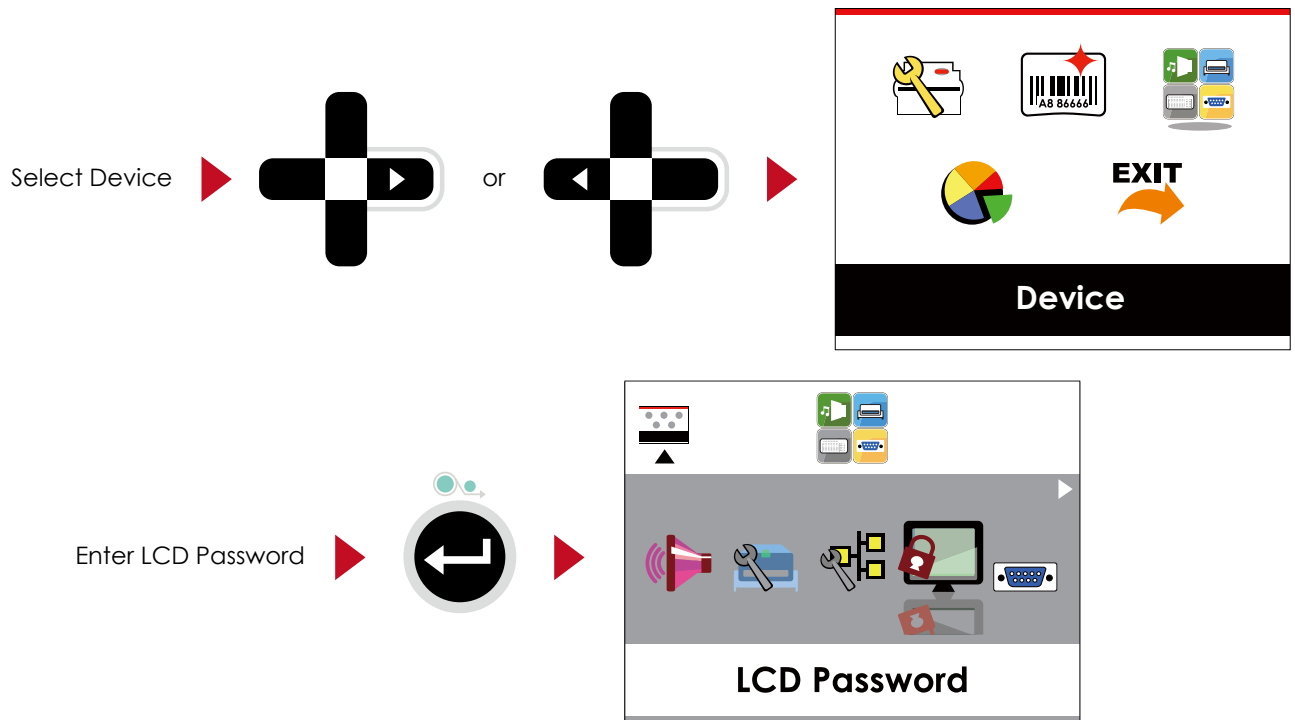 A8 86666
Select Device
or
EXIT
Device
Enter LCD Password
LCD Password